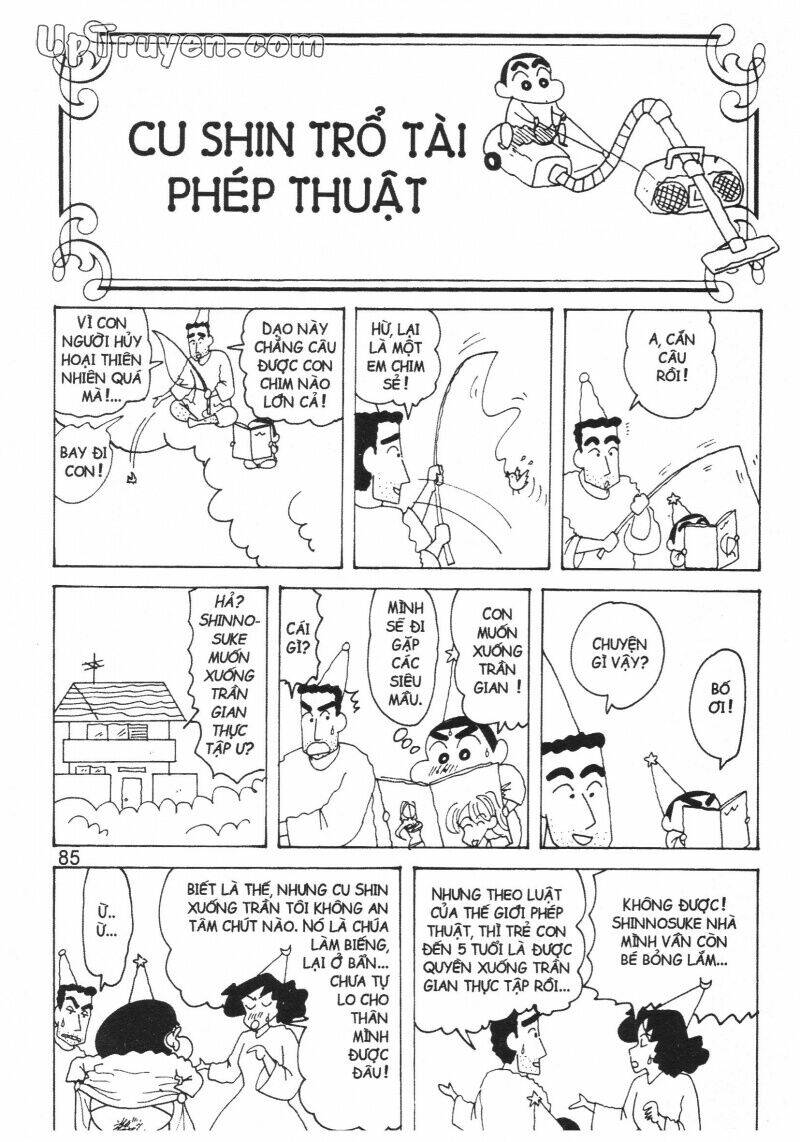 UpTruyen.com
CU SHIN TRỔ TÀI
PHÉP THUẬT
A, CẮN
CÂU
RỒI!
HỪ, LẠI
LÀ MỘT
EM CHIM
SẺ!
DẠO NÀY
CHẲNG CÂU
ĐƯỢC CON
CHIM NÀO
LỚN CẢ!
VÌ CON
NGƯỜI HỦY
HOẠI THIÊN
NHIÊN QUÁ
MÀ!...
BAY ĐI
CON!
BỐ
ƠI!
CHUYỆN
GÌ VẬY?
CON
MUỐN
XUỐNG
TRẦN
GIAN !
MÌNH
SẼ ĐI
GẶP
CÁC
SIÊU
MẪU.
CÁI
GÌ?
HẢ?
SHINNO-
SUKE
MUỐN
XUỐNG
TRẦN
GIAN
THỰC
TẬP Ư?
85
KHÔNG ĐƯỢC!
SHINNOSUKE NHÀ
MÌNH VẪN CÒN
BÉ BỎNG LẮM...
NHƯNG THEO LUẬT
CỦA THẾ GIỚI PHÉP
THUẬT, THÌ TRẺ CON
ĐẾN 5 TUỔI LÀ ĐƯỢC
QUYỀN XUỐNG TRẦN
GIAN THỰC TẬP RỒI...
BIẾT LÀ THẾ, NHƯNG CU SHIN
XUỐNG TRẦN TÔI KHÔNG AN
TÂM CHÚT NÀO. NÓ LÀ CHÚA
LÀM BIẾNG,
LẠI Ở BẨN...
CHƯA TỰ
LO CHO
THÂN
MÌNH
ĐƯỢC
ĐÂU!
Ừ..
Ừ...